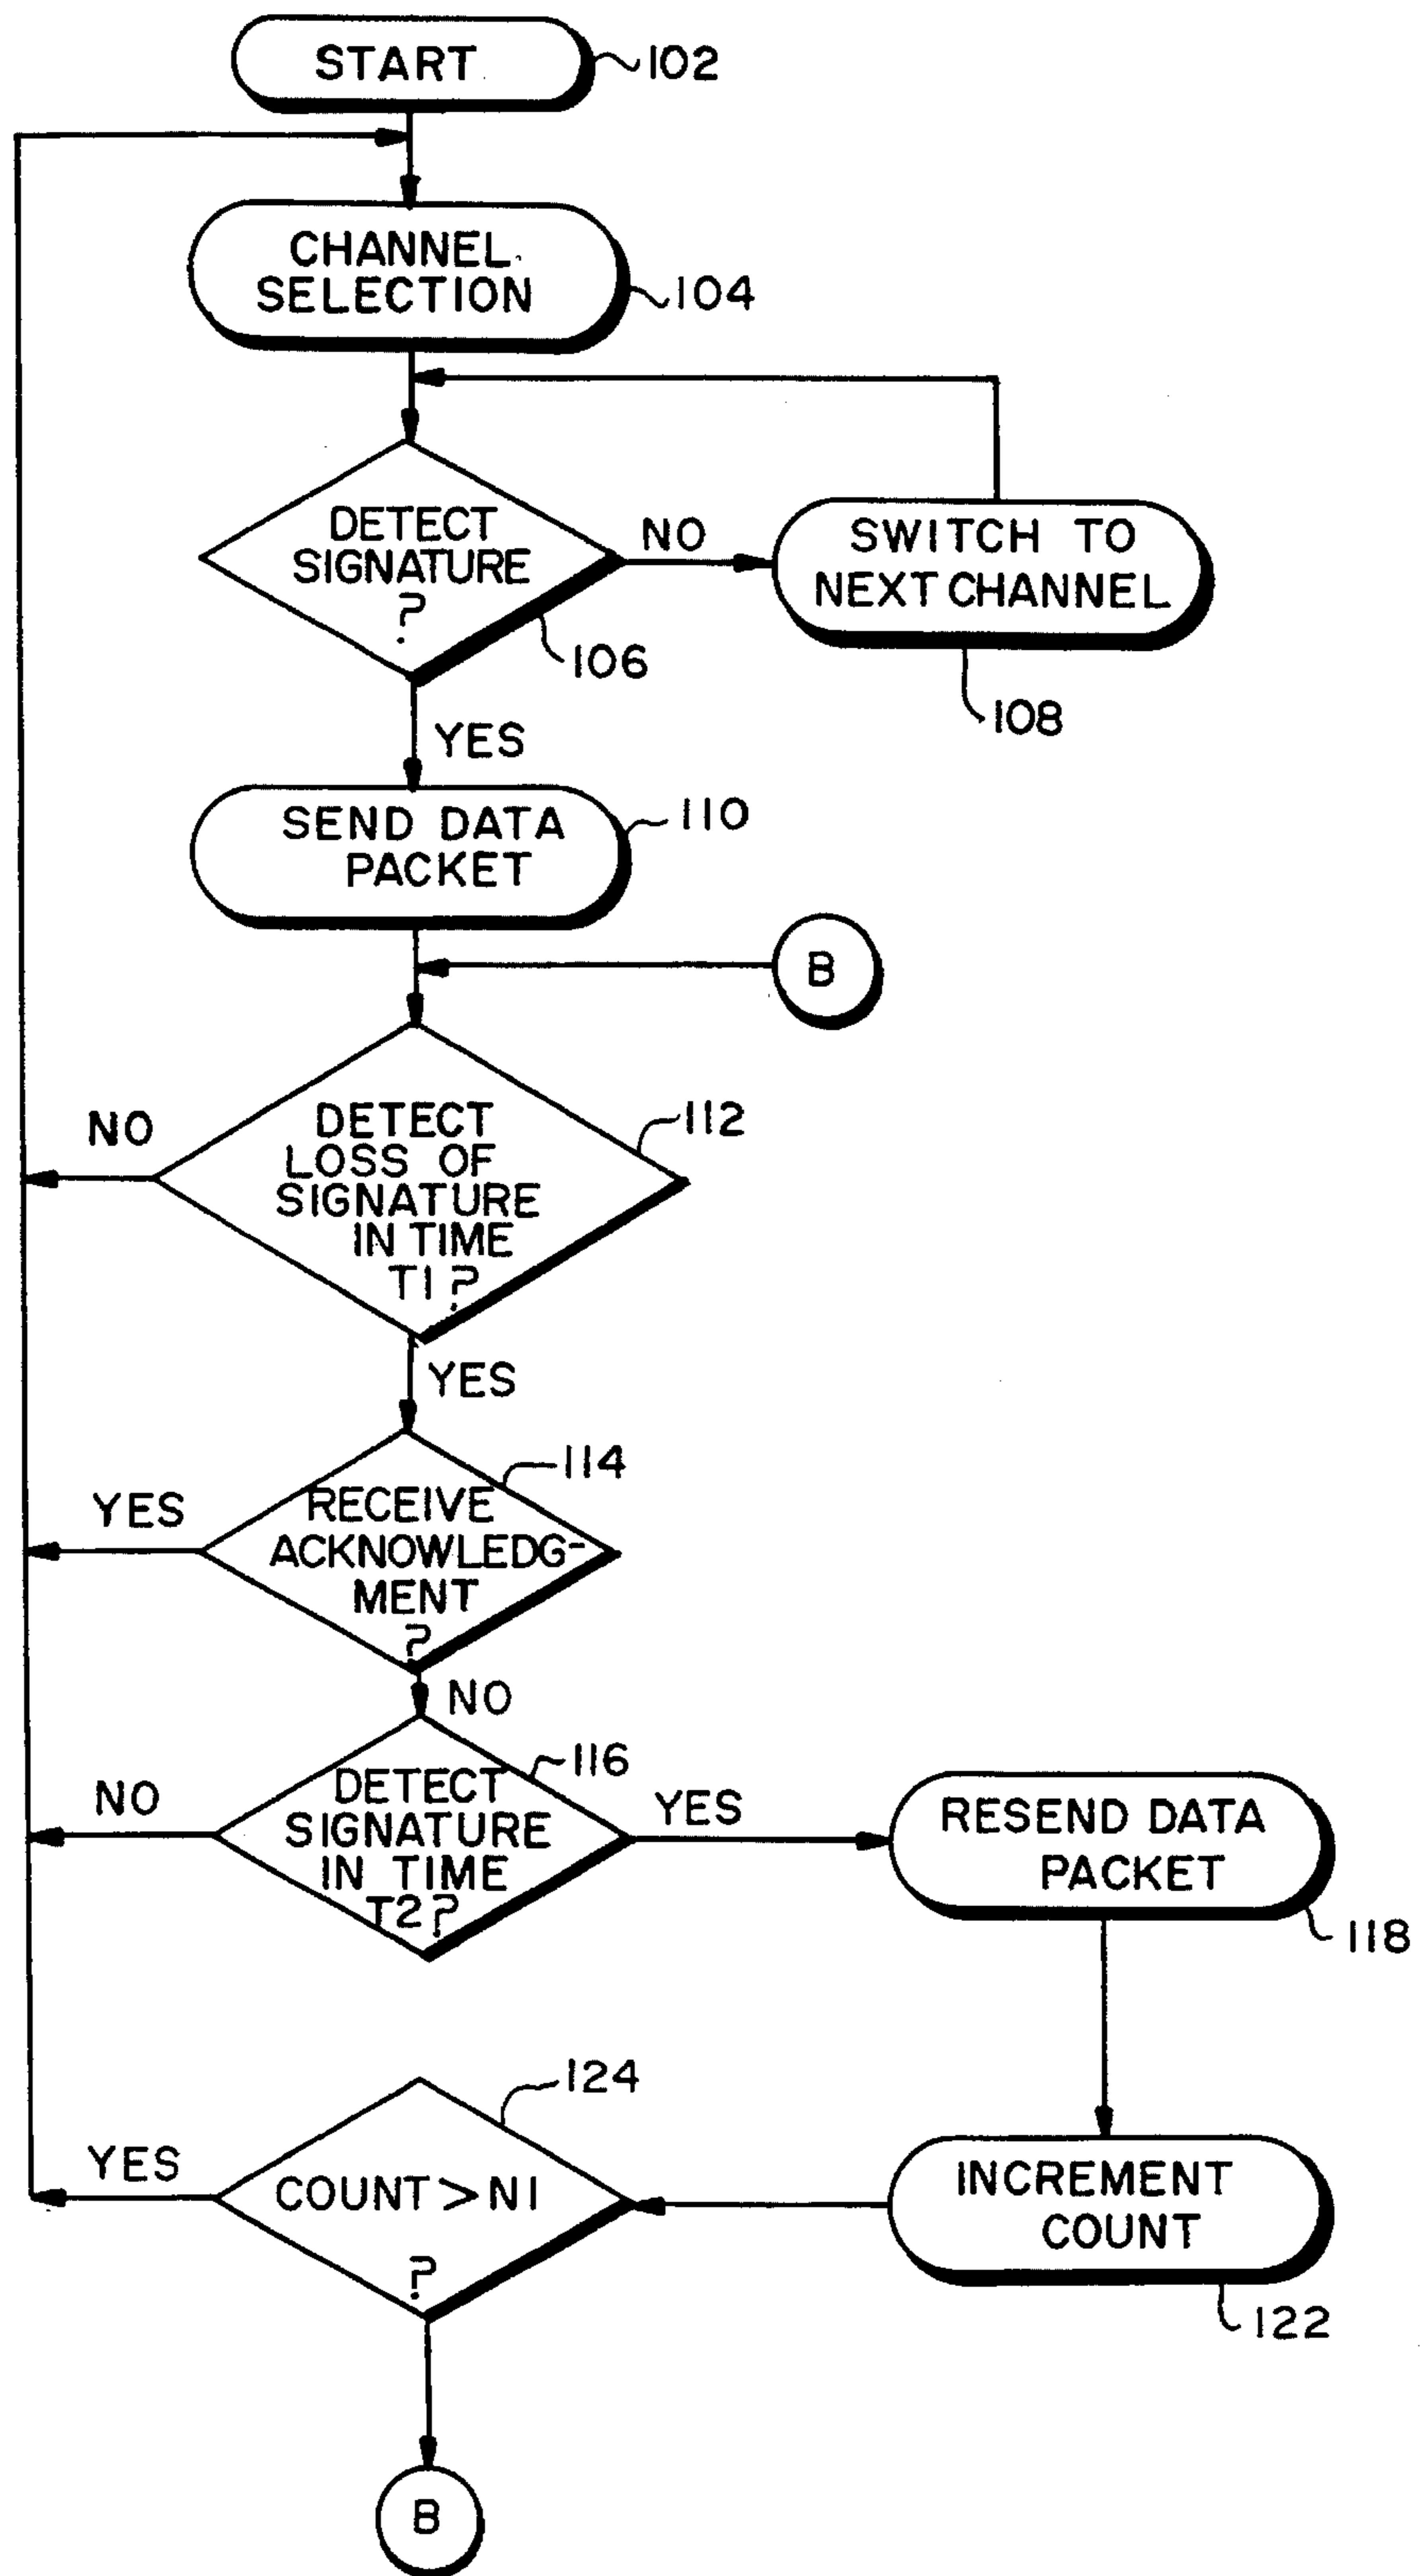 START
102
CHANNEL
SELECTION
104
DETECT
SIGNATURE
?
106
NO
SWITCH TO
NEXT CHANNEL
108
YES
SEND DATA
PACKET
110
B
DETECT
LOSS OF
SIGNATURE
IN TIME
T1?
112
NO
YES
RECEIVE
ACKNOWLEDG-
MENT
?
114
YES
NO
DETECT
SIGNATURE
IN TIME
T2?
116
NO
YES
RESEND DATA
PACKET
118
INCREMENT
COUNT
122
COUNT > N1
?
124
YES
B